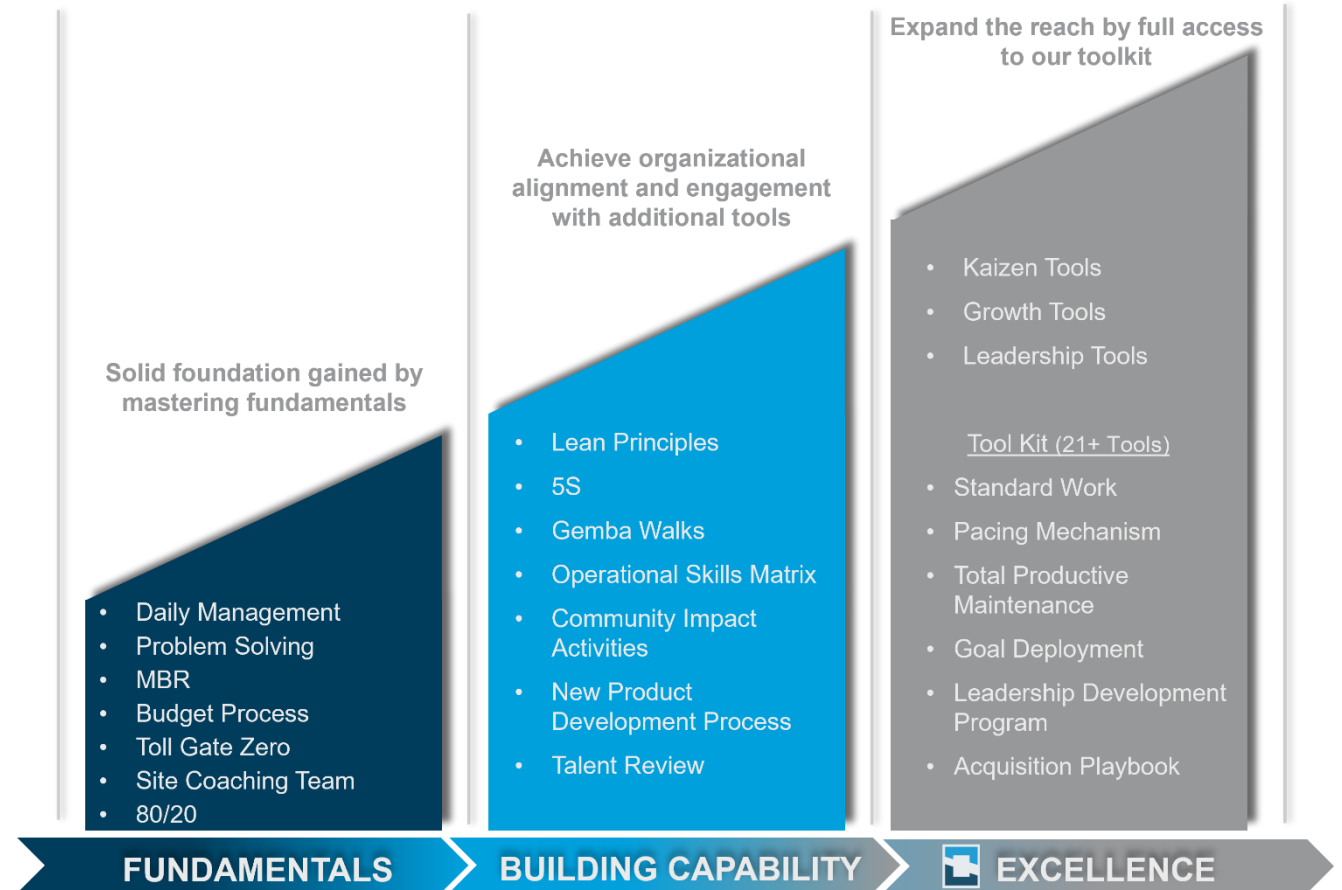 Solid foundation gained by
mastering fundamentals
• Daily Management
• Problem Solving
• MBR
• Budget Process
• Toll Gate Zero
• Site Coaching Team
• 80/20
FUNDAMENTALS
Achieve organizational
alignment and engagement
with additional tools
• Lean Principles
• 5S
• Gemba Walks
• Operational Skills Matrix
• Community Impact
Activities
• New Product
Development Process
• Talent Review
BUILDING CAPABILITY
Expand the reach by full access
to our toolkit
• Kaizen Tools
• Growth Tools
• Leadership Tools
Tool Kit (21+ Tools)
• Standard Work
• Pacing Mechanism
• Total Productive
Maintenance
• Goal Deployment
• Leadership Development
Program
• Acquisition Playbook
EXCELLENCE